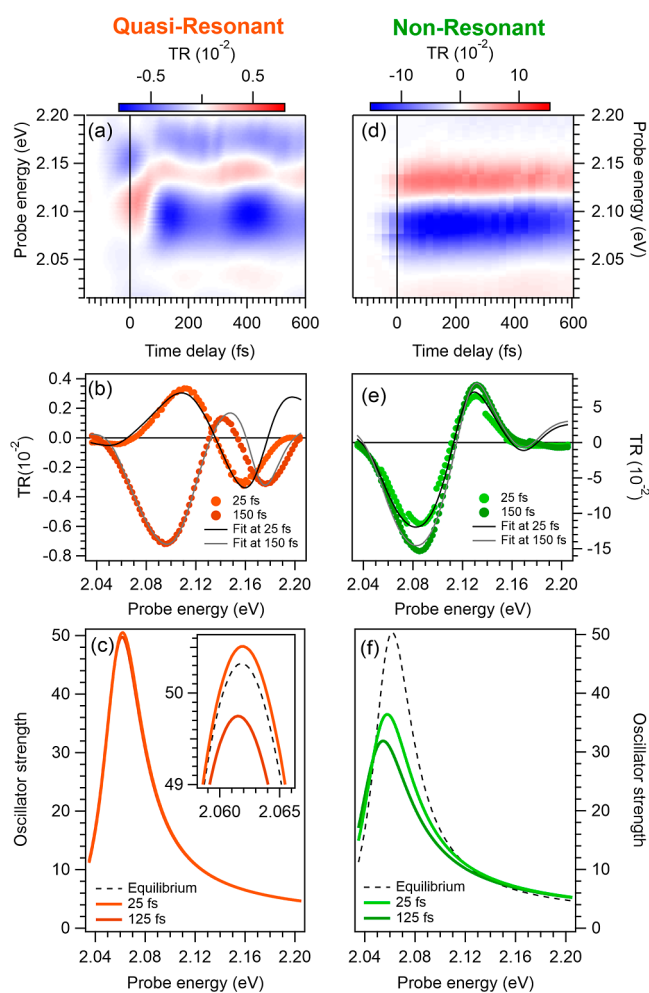 Quasi-Resonant
Non-Resonant
TR (10-2)
TR (10-2)
-0.5 0.5
-10 0 10
(a)
(d)
2.20
2.15
2.10
2.05
Probe energy (eV)
0 200 400 600
Time delay (fs)
2.20
2.15
2.10
2.05
Probe energy (eV)
0 200 400 600
Time delay (fs)
(b)
0.4
0.2
0.0
-0.2
-0.4
-0.6
-0.8
TR(10-2)
25 fs
150 fs
Fit at 25 fs
Fit at 150 fs
2.04 2.08 2.12 2.16 2.20
Probe energy (eV)
(e)
5
0
-5
-10
-15
TR (10-2)
25 fs
150 fs
Fit at 25 fs
Fit at 150 fs
2.04 2.08 2.12 2.16 2.20
Probe energy (eV)
(c)
50
40
30
20
10
0
Oscillator strength
50
49
2.060 2.065
Equilibrium
25 fs
125 fs
2.04 2.08 2.12 2.16 2.20
Probe energy (eV)
(f)
50
40
30
20
10
0
Oscillator strength
Equilibrium
25 fs
125 fs
2.04 2.08 2.12 2.16 2.20
Probe energy (eV)